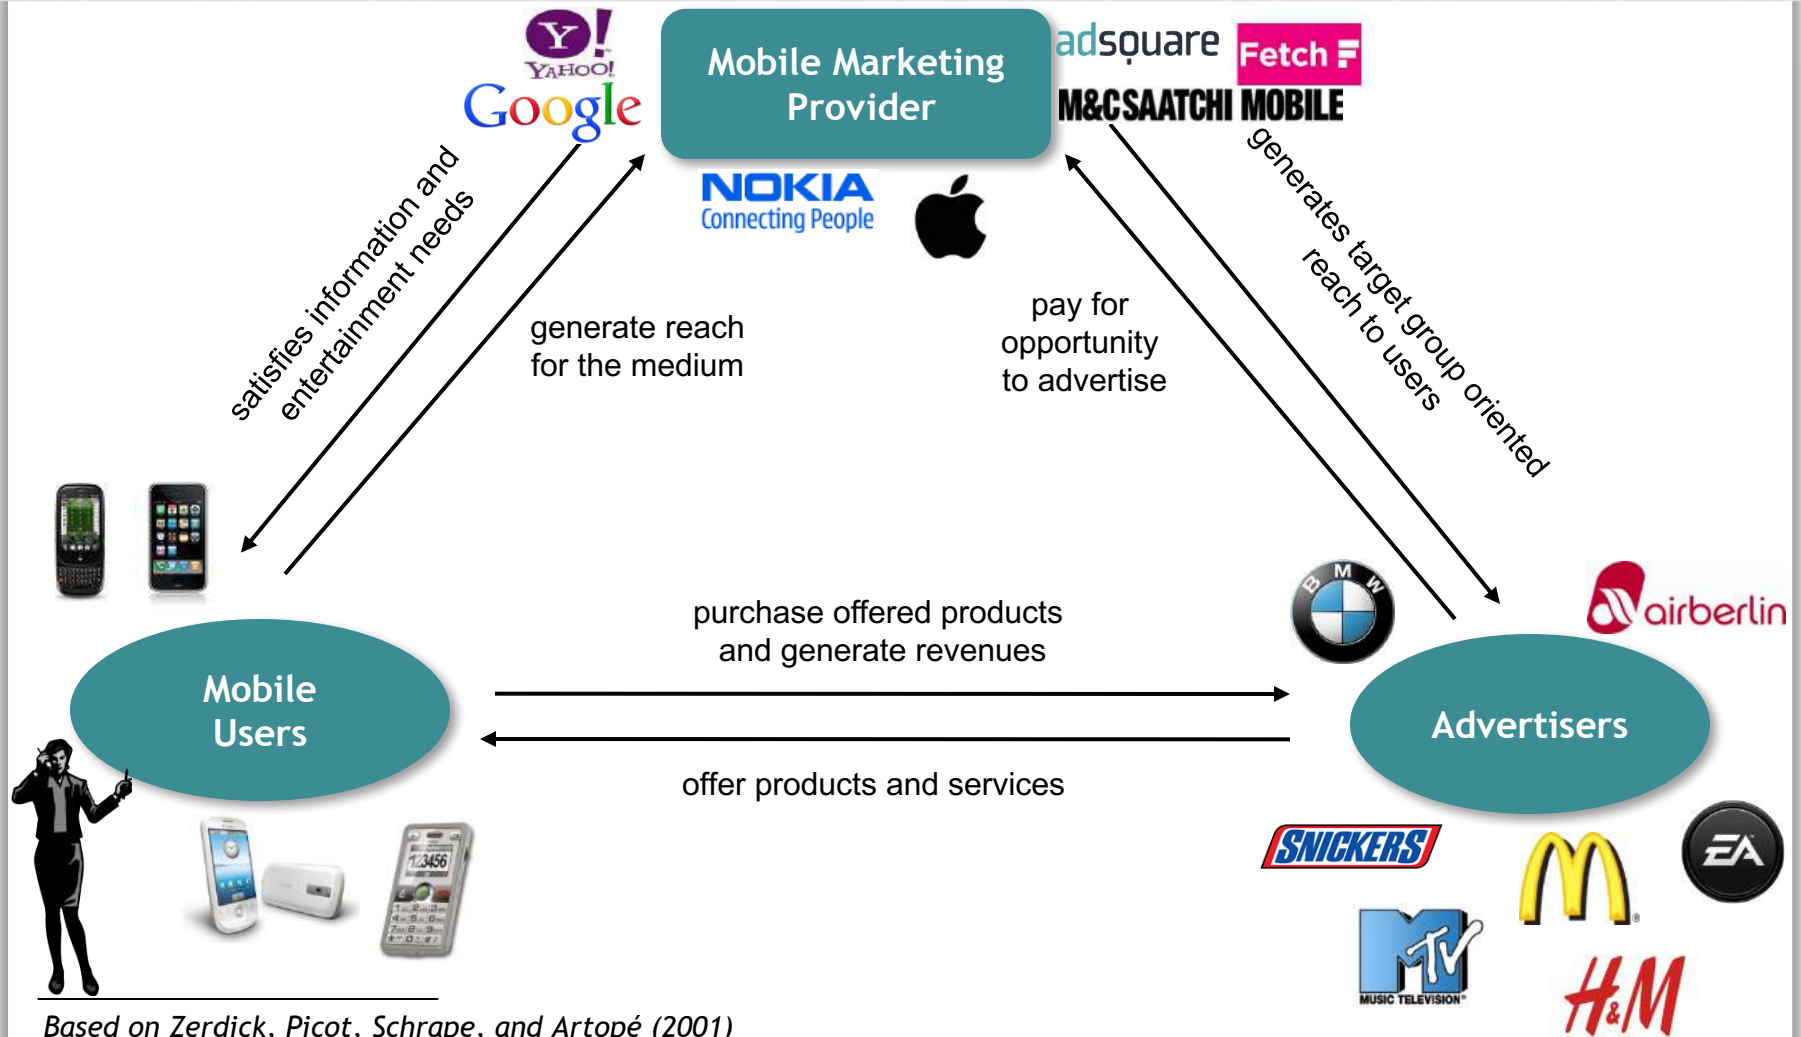 Y!
YAHOO!
Google
Mobile Marketing
Provider
adsquare
Fetch
M&CSAATCHI MOBILE
NOKIA
Connecting People
satisfies information and
entertainment needs
generate reach
for the medium
pay for
opportunity
to advertise
generates target group oriented
reach to users
purchase offered products
and generate revenues
offer products and services
Mobile
Users
BMW
airberlin
Advertisers
123456
SNICKERS
M
EA
MTV
MUSIC TELEVISION®
H&M
Based on Zerdick, Picot, Schrape, and Artopé (2001)